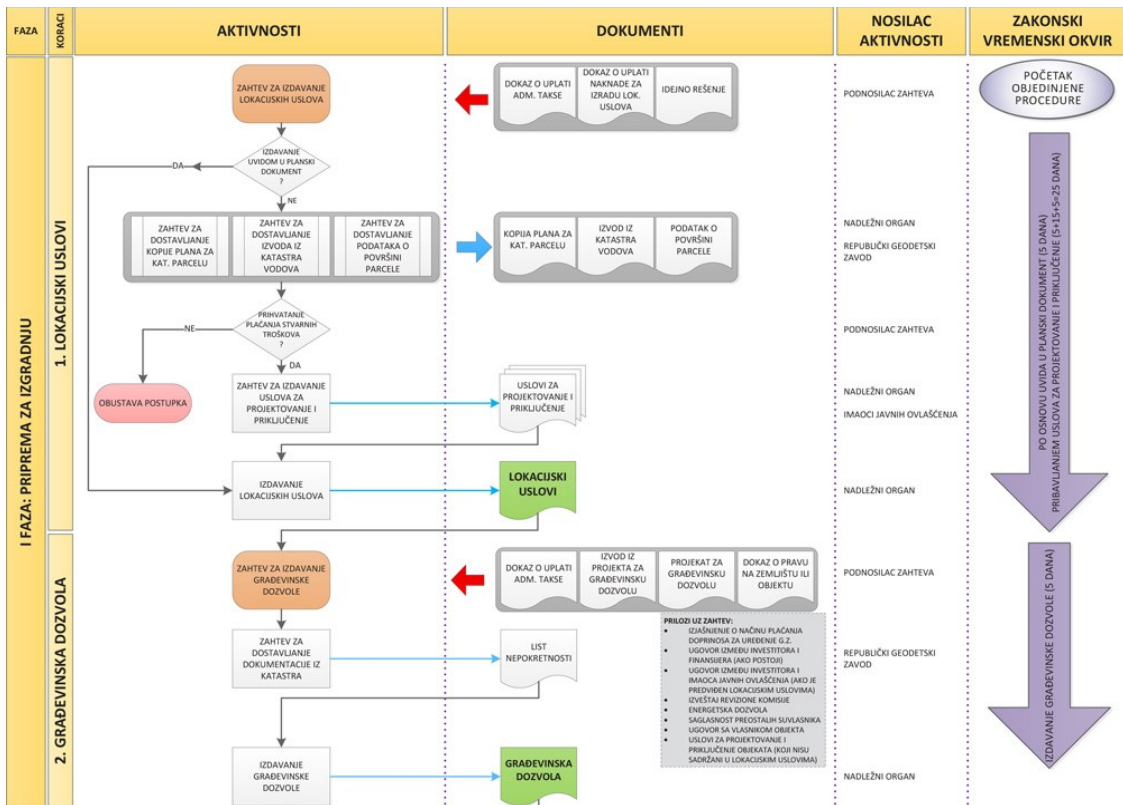 FAZA
KORACI
AKTIVNOSTI
DOKUMENTI
NOSILAC
AKTIVNOSTI
ZAKONSKI
VREMENSKI OKVIR
I FAZA: PRIPREMA ZA IZGRADNJU
1. LOKACIJSKI USLOVI
ZAHTEV ZA IZDAVANJE
LOKACIJSKIH USLOVA
DOKAZ O UPLATI
ADM. TAKSE
DOKAZ O UPLATI
NAKNADE ZA
IZRADU LOK.
USLOVA
IDEJNO REŠENJE
PODNOSILAC ZAHTEVA
POČETAK
OBJEDINJENE
PROCEDURE
IZDAVANJE
UVIDOM U PLANSKI
DOKUMENT
?
DA
NE
ZAHTEV ZA
DOSTAVLJANJE
KOPIJE PLANA ZA
KAT. PARCELU
ZAHTEV ZA
DOSTAVLJANJE
IZVODA IZ
KATASTRA
VODOVA
ZAHTEV ZA
DOSTAVLJANJE
PODATAKA O
POVRŠINI
PARCELE
KOPIJA PLANA ZA
KAT. PARCELU
IZVOD IZ
KATASTRA
VODOVA
PODATAK O
POVRŠINI
PARCELE
NADLEŽNI ORGAN
REPUBLIČKI GEODETSKI
ZAVOD
PRIHVATANJE
PLAĆANJA STVARNIH
TROŠKOVA
?
NE
DA
PODNOSILAC ZAHTEVA
OBUSTAVA POSTUPKA
ZAHTEV ZA IZDAVANJE
USLOVA ZA
PROJEKTOVANJE I
PRIKLJUČENJE
USLOVI ZA
PROJEKTOVANJE I
PRIKLJUČENJE
NADLEŽNI ORGAN
IMAOCI JAVNIH OVLAŠĆENJA
IZDAVANJE
LOKACIJSKIH USLOVA
LOKACIJSKI
USLOVI
NADLEŽNI ORGAN
PO OSNOVU UVIDA U PLANSKI DOKUMENT (5 DANA)
PRIBAVLJANJEM USLOVA ZA PROJEKTOVANJE I PRIKLJUČENJE (5+15+5=25 DANA)
2. GRAĐEVINSKA DOZVOLA
ZAHTEV ZA IZDAVANJE
GRAĐEVINSKE
DOZVOLE
DOKAZ O UPLATI
ADM. TAKSE
IZVOD IZ
PROJEKTA ZA
GRAĐEVINSKU
DOZVOLU
PROJEKAT ZA
GRAĐEVINSKU
DOZVOLU
DOKAZ O PRAVU
NA ZEMLJIŠTU ILI
OBJEKTU
PODNOSILAC ZAHTEVA
PRILOZI UZ ZAHTEV:
• IZJAŠNJENJE O NAČINU PLAĆANJA
DOPRINOSA ZA UREĐENJE G.Z.
• UGOVOR IZMEĐU INVESTITORA I
FINANSIJERA (AKO POSTOJI)
• UGOVOR IZMEĐU INVESTITORA I
IMAOCA JAVNIH OVLAŠĆENJA (AKO JE
PREDVIĐEN LOKACIJSKIM USLOVIMA)
• IZVEŠTAJ REVIZIONE KOMISIJE
• ENERGETSKA DOZVOLA
• SAGLASNOST PREOSTALIH SUVLASNIKA
• UGOVOR SA VLASNIKOM OBJEKTA
• USLOVI ZA PROJEKTOVANJE I
PRIKLJUČENJE OBJEKATA (KOJI NISU
SADRŽANI U LOKACIJSKIM USLOVIMA)
ZAHTEV ZA
DOSTAVLJANJE
DOKUMENTACIJE IZ
KATASTRA
LIST
NEPOKRETNOSTI
REPUBLIČKI GEODETSKI
ZAVOD
IZDAVANJE
GRAĐEVINSKE
DOZVOLE
GRAĐEVINSKA
DOZVOLA
NADLEŽNI ORGAN
IZDAVANJE GRAĐEVINSKE DOZVOLE (5 DANA)